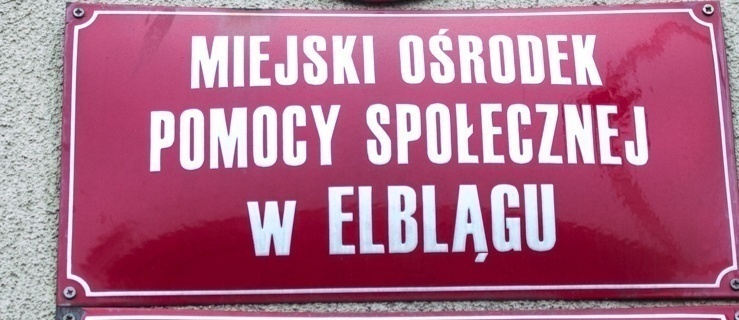 MIEJSKI OŚRODEK
POMOCY SPOŁECZNEJ
W ELBLĄGU